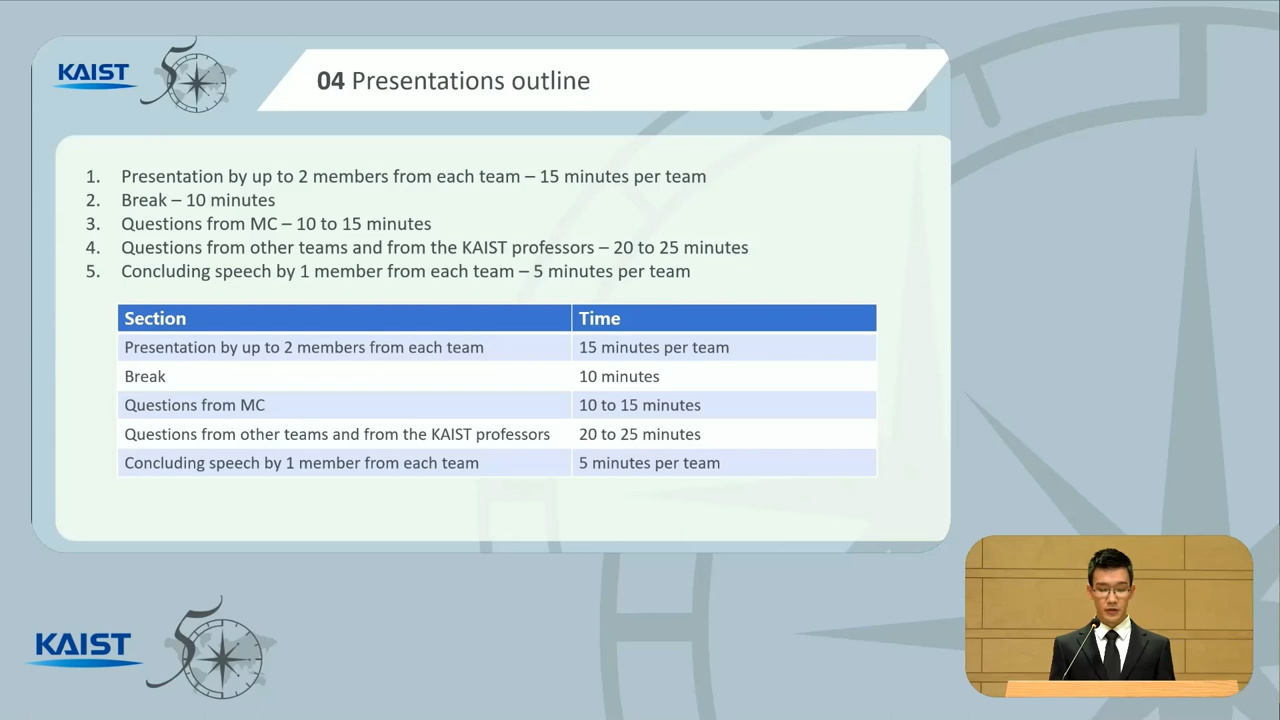 KAIST 50
04 Presentations outline
1. Presentation by up to 2 members from each team – 15 minutes per team
2. Break – 10 minutes
3. Questions from MC – 10 to 15 minutes
4. Questions from other teams and from the KAIST professors – 20 to 25 minutes
5. Concluding speech by 1 member from each team – 5 minutes per team
Section Time
Presentation by up to 2 members from each team 15 minutes per team
Break 10 minutes
Questions from MC 10 to 15 minutes
Questions from other teams and from the KAIST professors 20 to 25 minutes
Concluding speech by 1 member from each team 5 minutes per team
KAIST 50